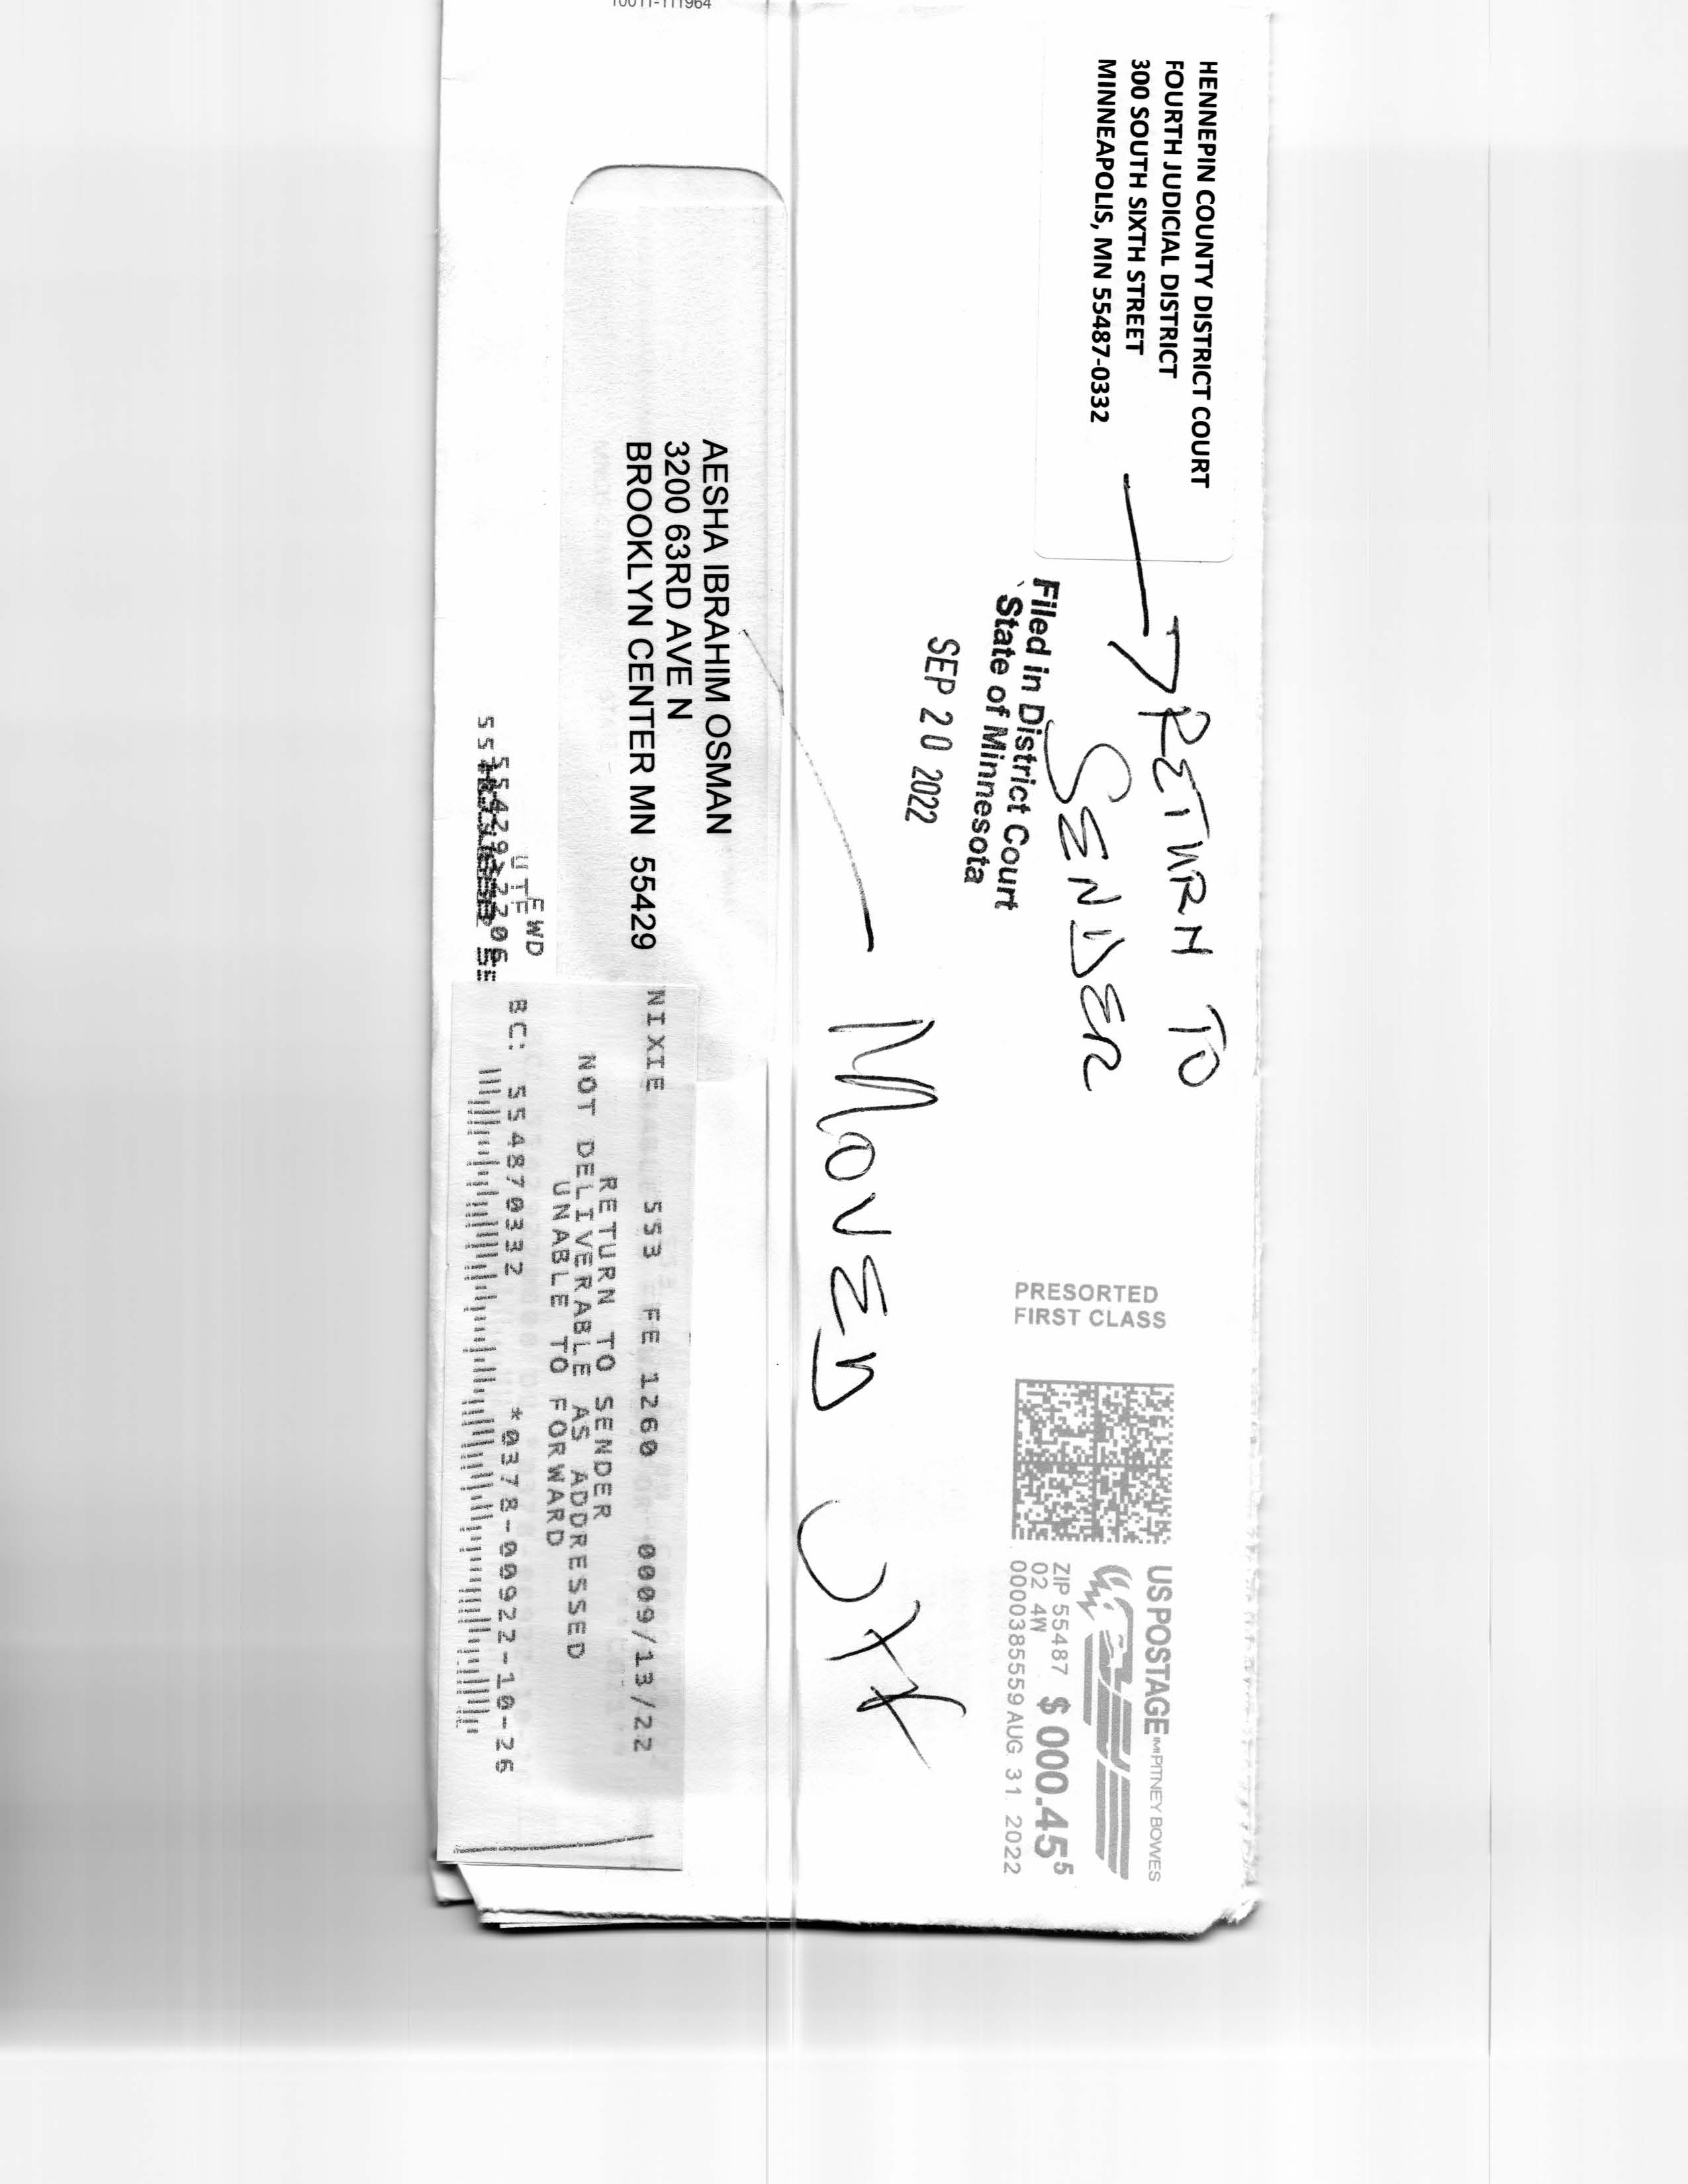 10011-111964
HENNEPIN COUNTY DISTRICT COURT
FOURTH JUDICIAL DISTRICT
300 SOUTH SIXTH STREET
MINNEAPOLIS, MN 55487-0332
RETURN TO
SENDER
Filed in District Court
State of Minnesota
SEP 20 2022
PRESORTED
FIRST CLASS
US POSTAGE IMI PITNEY BOWES
ZIP 55487 $ 000.45⁵
02 4W
0000385559 AUG 31 2022
MOVED
AESHA IBRAHIM OSMAN
3200 63RD AVE N
BROOKLYN CENTER MN 55429
NIXIE 553 FE 1260 0009/13/22
RETURN TO SENDER
NOT DELIVERABLE AS ADDRESSED
UNABLE TO FORWARD
FWD
UTF
BC: 55487033232 *0378-00922-10-26